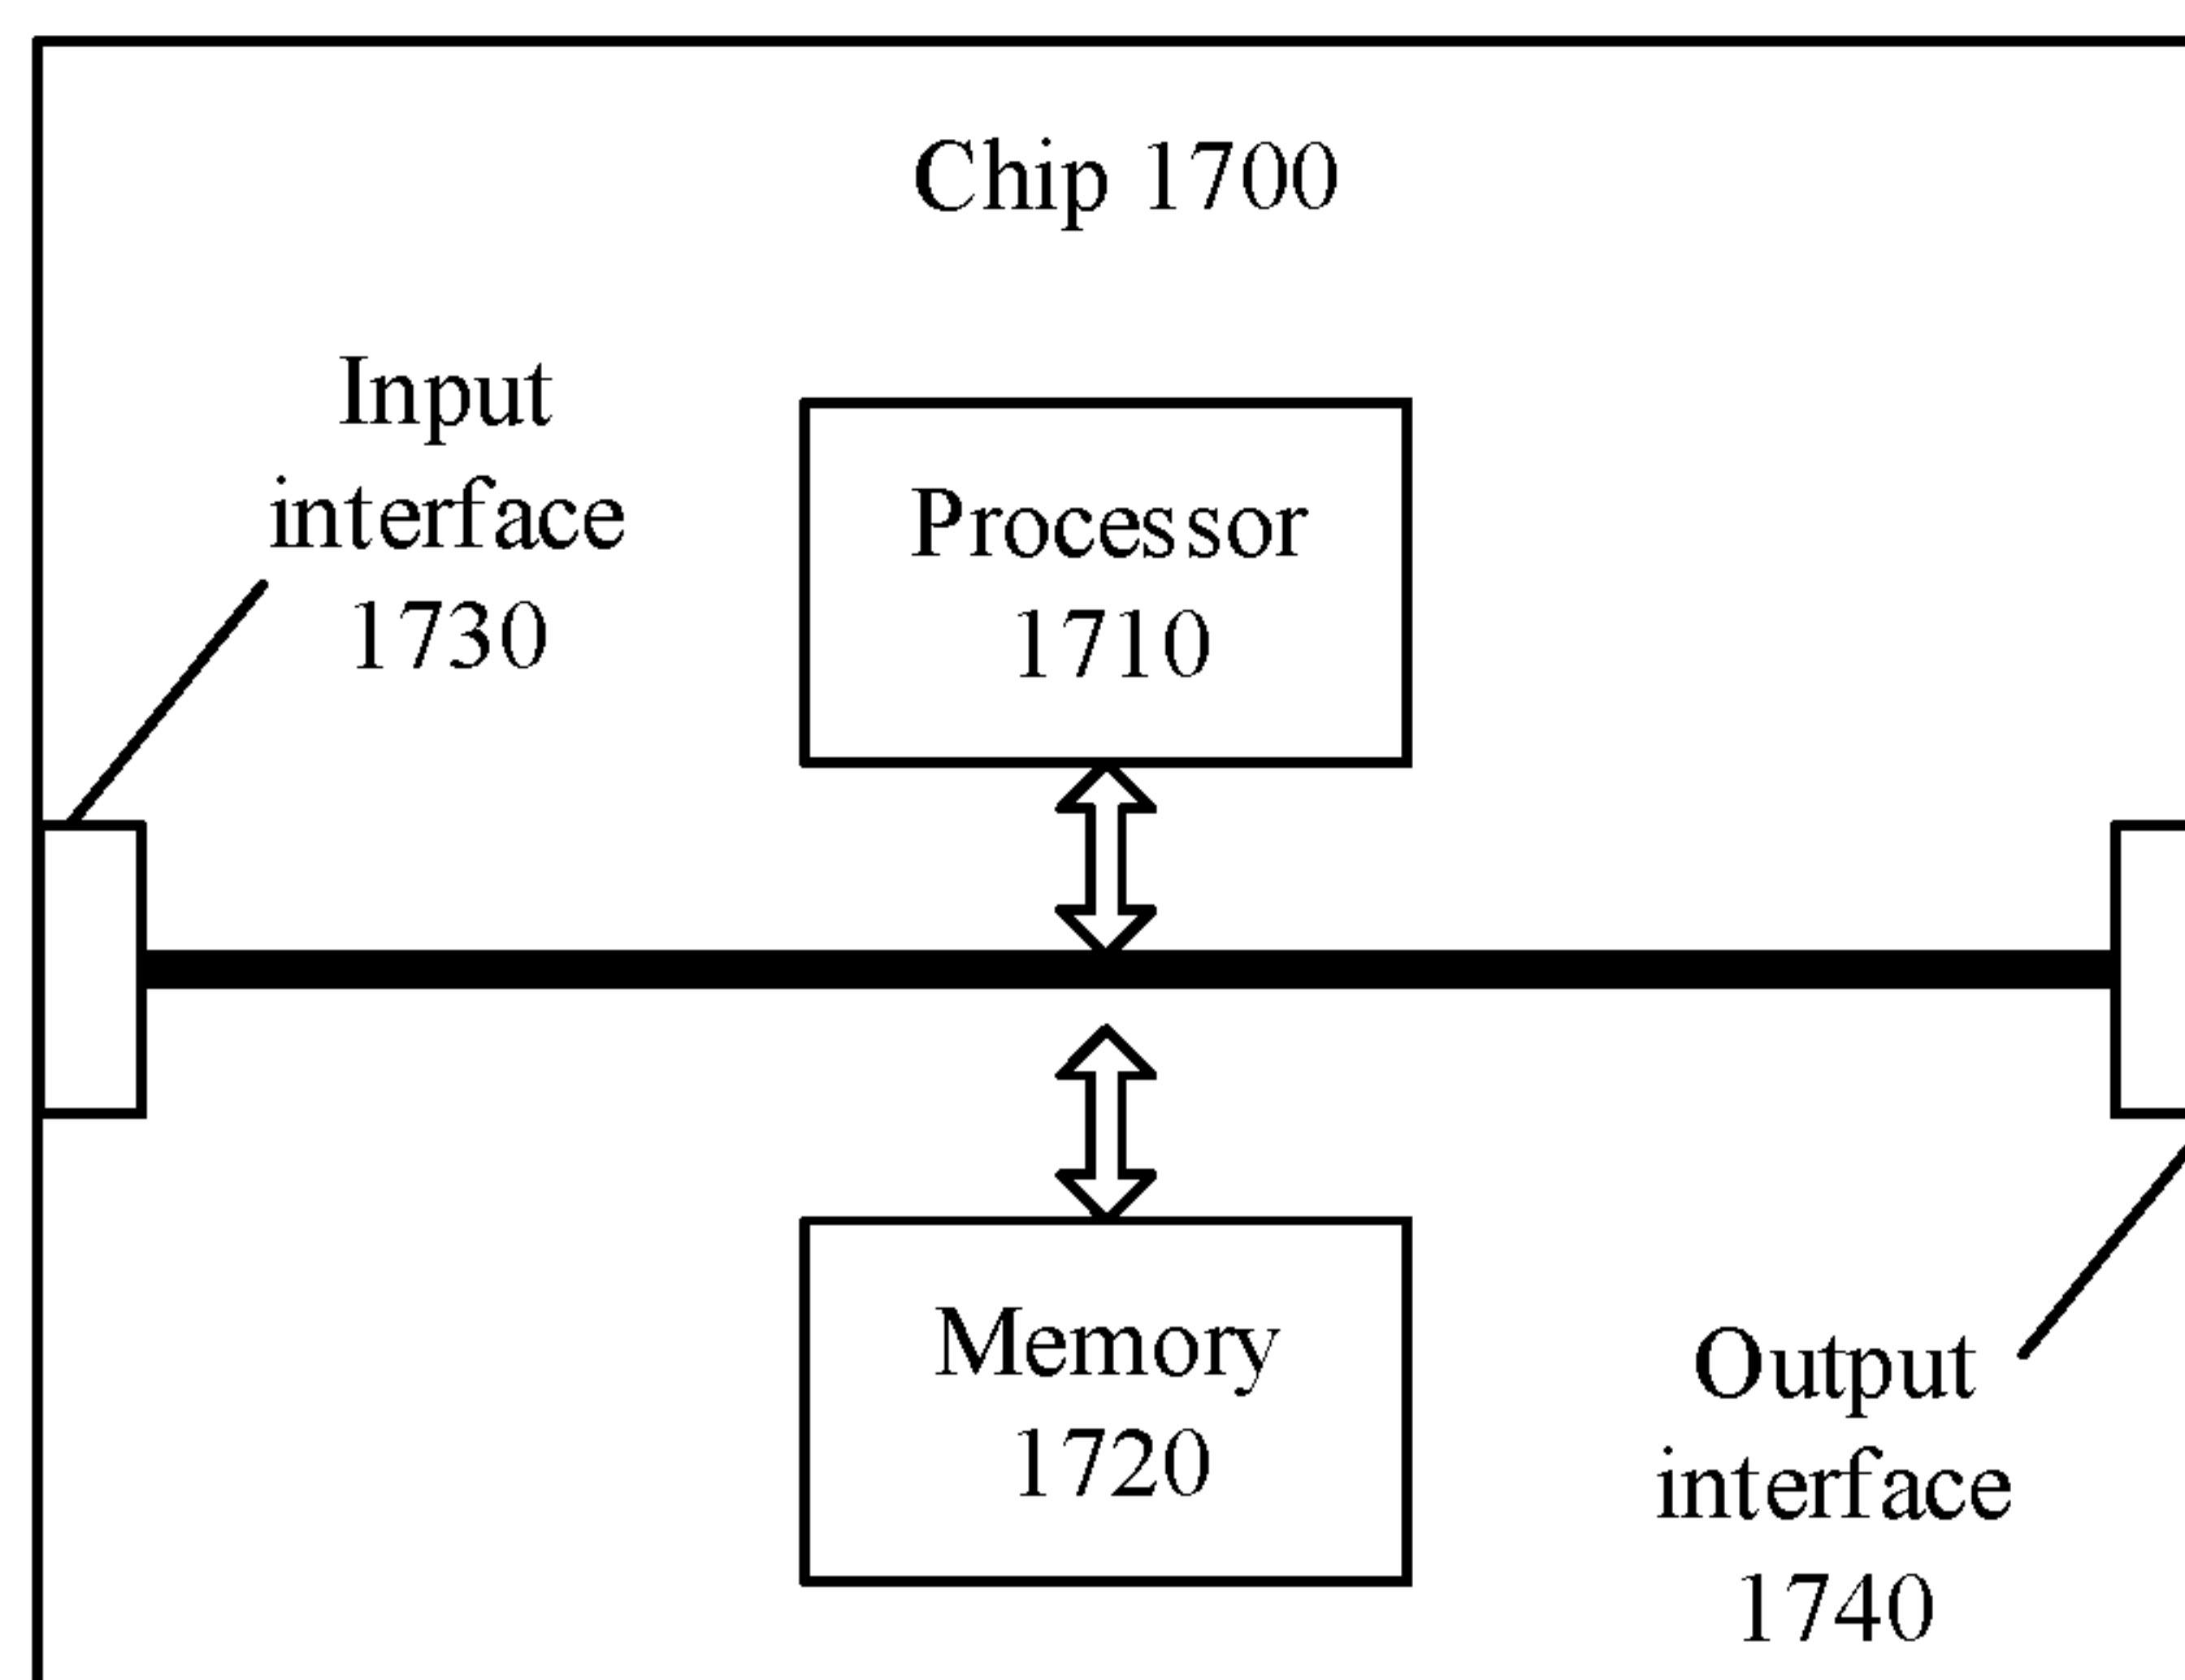 Chip 1700
Input
interface
1730
Processor
1710
Memory
1720
Output
interface
1740